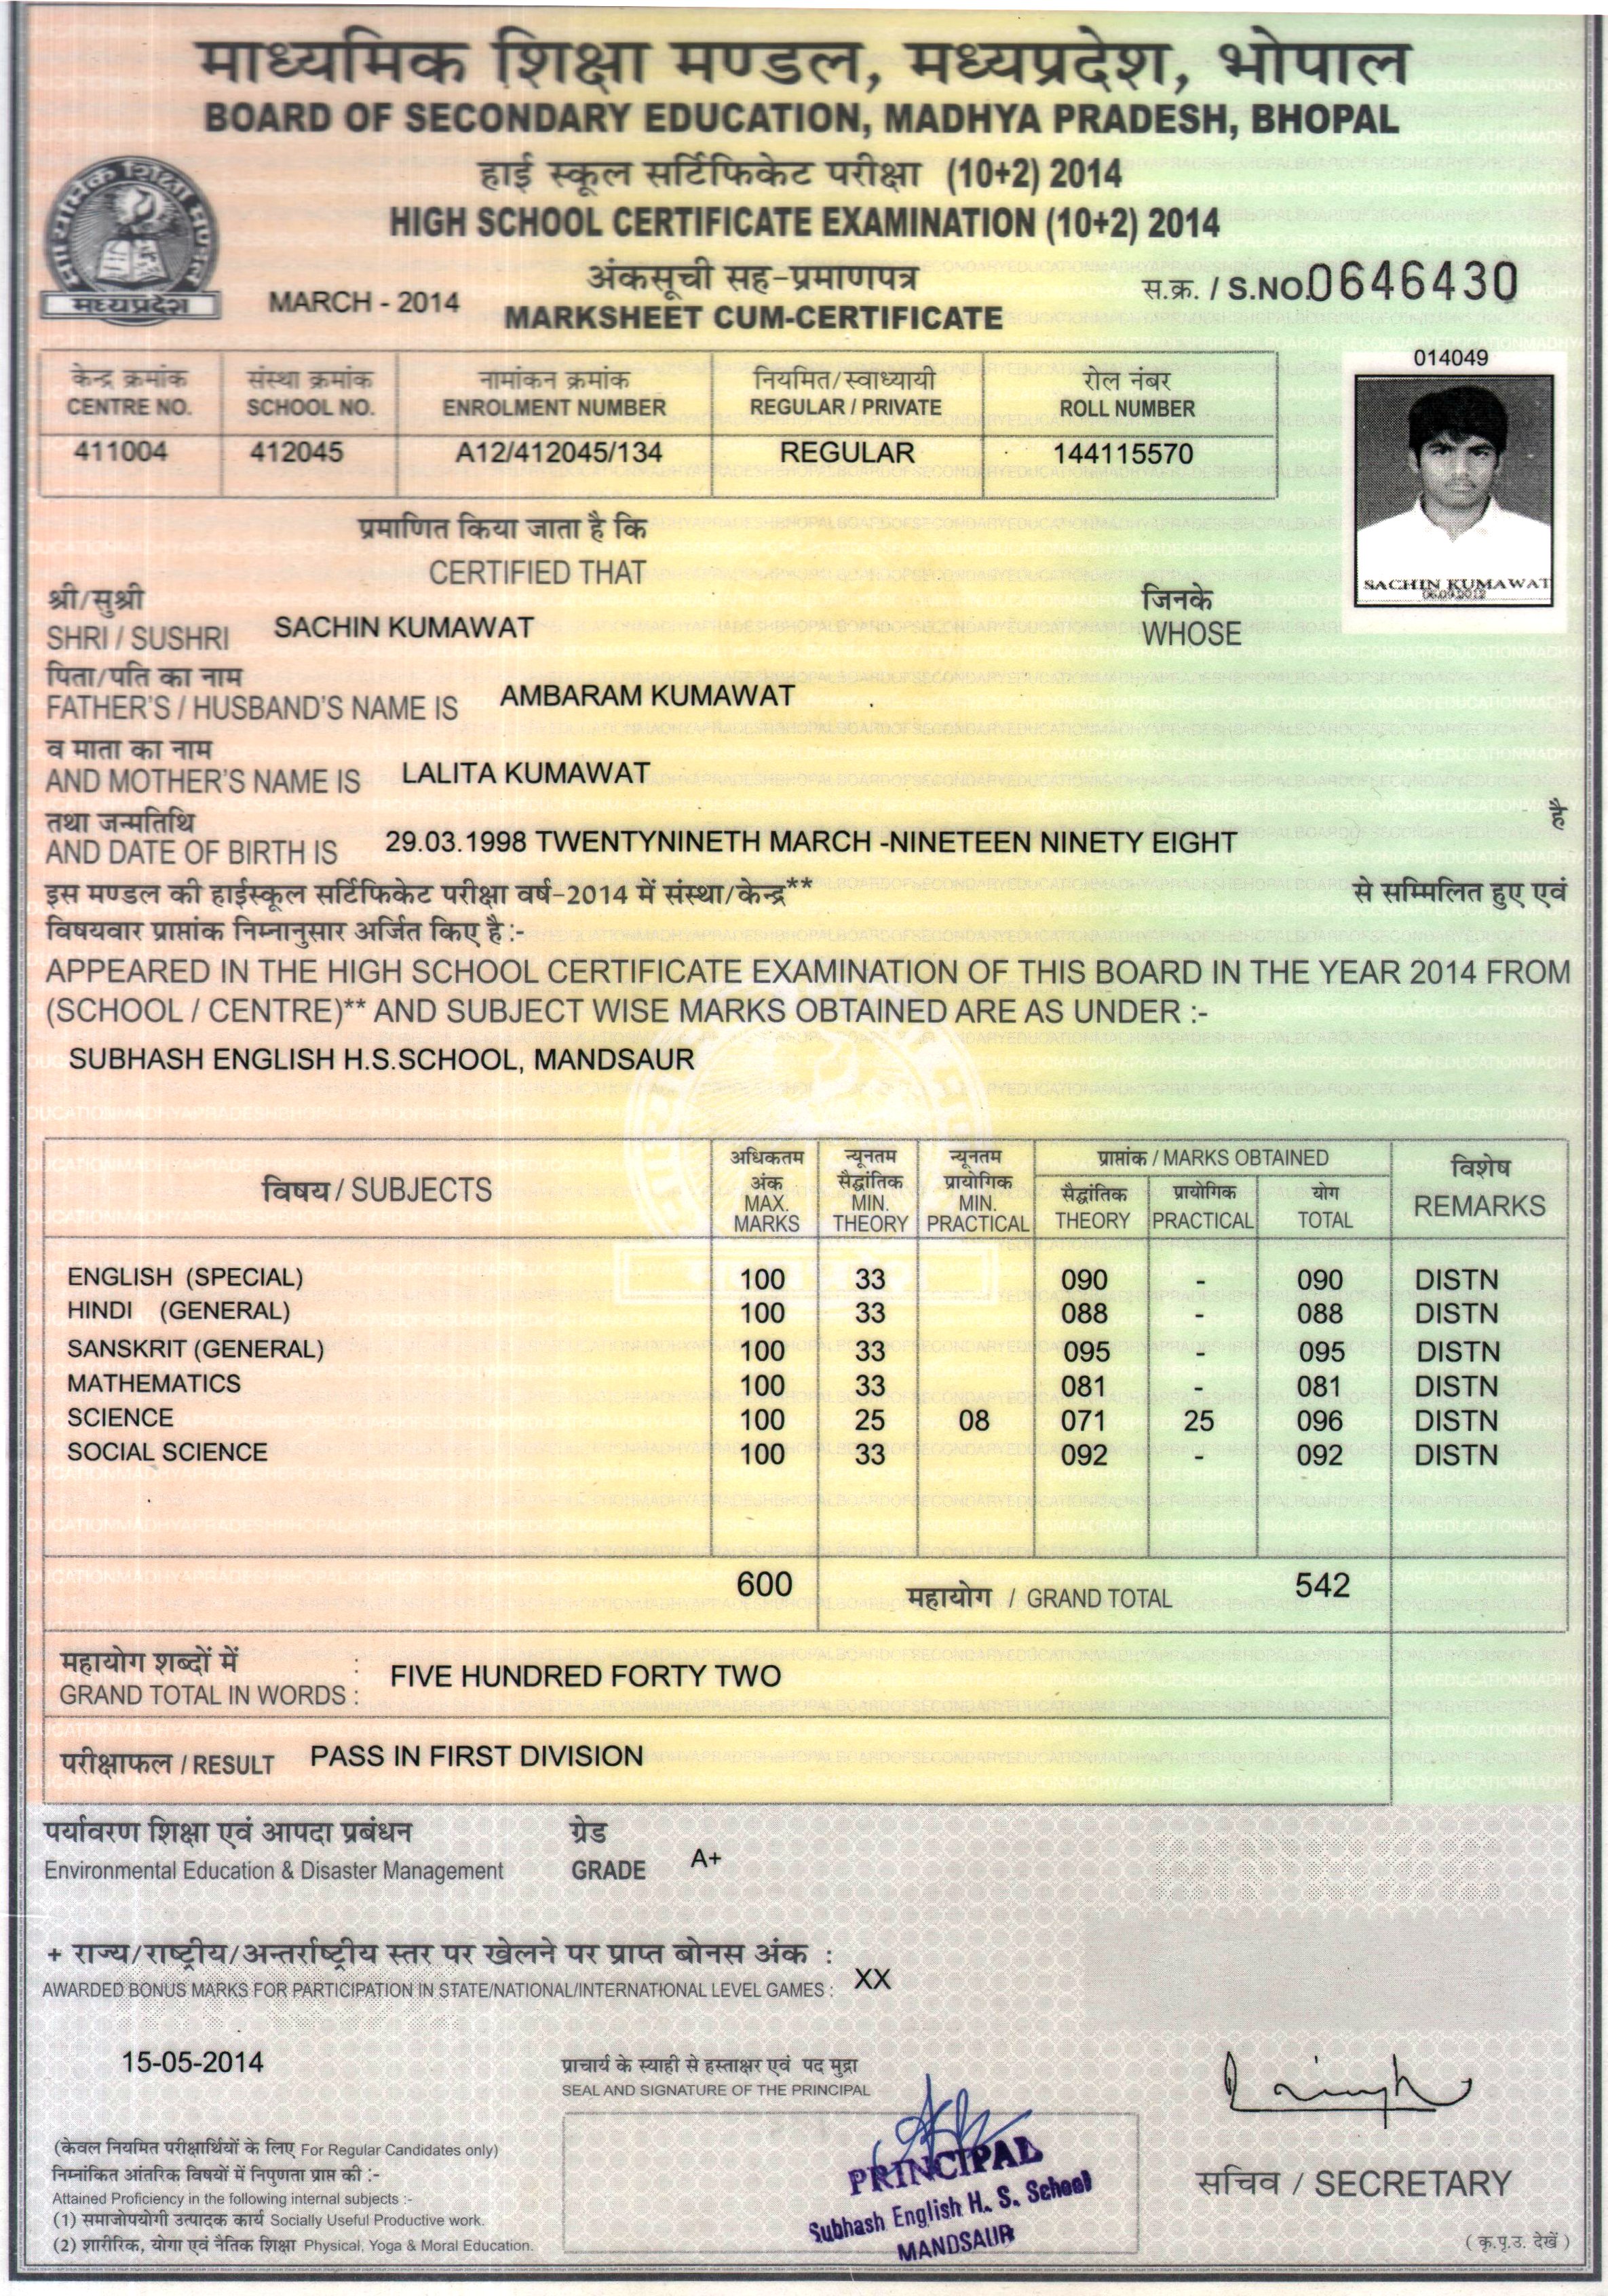 माध्यमिक शिक्षा मण्डल, मध्यप्रदेश, भोपाल
BOARD OF SECONDARY EDUCATION, MADHYA PRADESH, BHOPAL
हाई स्कूल सर्टिफिकेट परीक्षा (10+2) 2014
HIGH SCHOOL CERTIFICATE EXAMINATION (10+2) 2014
अंकसूची सह-प्रमाणपत्र
MARCH - 2014
MARKSHEET CUM-CERTIFICATE
स.क्र. / S.NO. 0646430
मध्यप्रदेश
014049
केन्द्र क्रमांक संस्था क्रमांक नामांकन क्रमांक नियमित/स्वाध्यायी रोल नंबर
CENTRE NO. SCHOOL NO. ENROLMENT NUMBER REGULAR / PRIVATE ROLL NUMBER
411004 412045 A12/412045/134 REGULAR 144115570
SACHIN KUMAWAT
06.09.2012
प्रमाणित किया जाता है कि
CERTIFIED THAT
श्री/सुश्री जिनके
SHRI / SUSHRI SACHIN KUMAWAT WHOSE
पिता/पति का नाम
FATHER'S / HUSBAND'S NAME IS AMBARAM KUMAWAT
व माता का नाम
AND MOTHER'S NAME IS LALITA KUMAWAT
तथा जन्मतिथि है
AND DATE OF BIRTH IS 29.03.1998 TWENTYNINETH MARCH -NINETEEN NINETY EIGHT
इस मण्डल की हाईस्कूल सर्टिफिकेट परीक्षा वर्ष-2014 में संस्था/केन्द्र** से सम्मिलित हुए एवं
विषयवार प्राप्तांक निम्नानुसार अर्जित किए है :-
APPEARED IN THE HIGH SCHOOL CERTIFICATE EXAMINATION OF THIS BOARD IN THE YEAR 2014 FROM
(SCHOOL / CENTRE)** AND SUBJECT WISE MARKS OBTAINED ARE AS UNDER :-
SUBHASH ENGLISH H.S.SCHOOL, MANDSAUR
विषय / SUBJECTS
अधिकतम अंक MAX. MARKS
न्यूनतम सैद्धांतिक MIN. THEORY
न्यूनतम प्रायोगिक MIN. PRACTICAL
प्राप्तांक / MARKS OBTAINED
सैद्धांतिक THEORY
प्रायोगिक PRACTICAL
योग TOTAL
विशेष REMARKS
ENGLISH (SPECIAL) 100 33 090 - 090 DISTN
HINDI (GENERAL) 100 33 088 - 088 DISTN
SANSKRIT (GENERAL) 100 33 095 - 095 DISTN
MATHEMATICS 100 33 081 - 081 DISTN
SCIENCE 100 25 08 071 25 096 DISTN
SOCIAL SCIENCE 100 33 092 - 092 DISTN
600 महायोग / GRAND TOTAL 542
महायोग शब्दों में :
GRAND TOTAL IN WORDS : FIVE HUNDRED FORTY TWO
परीक्षाफल / RESULT PASS IN FIRST DIVISION
पर्यावरण शिक्षा एवं आपदा प्रबंधन ग्रेड
Environmental Education & Disaster Management GRADE A+
+ राज्य/राष्ट्रीय/अन्तर्राष्ट्रीय स्तर पर खेलने पर प्राप्त बोनस अंक :
AWARDED BONUS MARKS FOR PARTICIPATION IN STATE/NATIONAL/INTERNATIONAL LEVEL GAMES : XX
15-05-2014
प्राचार्य के स्याही से हस्ताक्षर एवं पद मुद्रा
SEAL AND SIGNATURE OF THE PRINCIPAL
PRINCIPAL
Subhash English H. S. School
MANDSAUR
सचिव / SECRETARY
(केवल नियमित परीक्षार्थियों के लिए For Regular Candidates only)
निम्नांकित आंतरिक विषयों में निपुणता प्राप्त की :-
Attained Proficiency in the following internal subjects :-
(1) समाजोपयोगी उत्पादक कार्य Socially Useful Productive work.
(2) शारीरिक, योगा एवं नैतिक शिक्षा Physical, Yoga & Moral Education.
( कृ.पृ.उ. देखें )